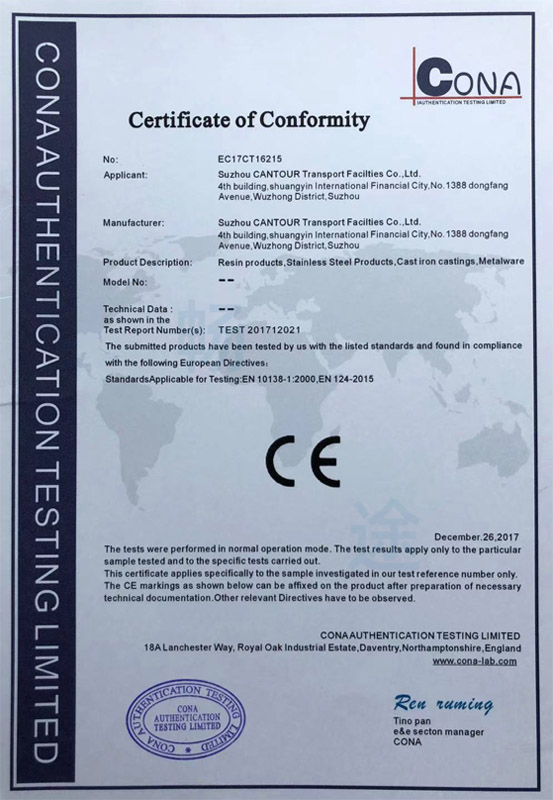 CONA AUTHENTICATION TESTING LIMITED
CONA
IAUTHENTICATION TESTING LIMITED
Certificate of Conformity
No: EC17CT16215
Applicant: Suzhou CANTOUR Transport Facilties Co.,Ltd.
4th building,shuangyin International Financial City,No.1388 dongfang
Avenue,Wuzhong District,Suzhou
Manufacturer: Suzhou CANTOUR Transport Facilties Co.,Ltd.
4th building,shuangyin International Financial City,No.1388 dongfang
Avenue,Wuzhong District,Suzhou
Product Description: Resin products,Stainless Steel Products,Cast iron castings,Metalware
Model No: --
Technical Data : --
as shown in the
Test Report Number(s): TEST 201712021
The submitted products have been tested by us with the listed standards and found in compliance
with the following European Directives:
StandardsApplicable for Testing:EN 10138-1:2000,EN 124-2015
CE
途
December.26,2017
The tests were performed in normal operation mode. The test results apply only to the particular
sample tested and to the specific tests carried out.
This certificate applies specifically to the sample investigated in our test reference number only.
The CE markings as shown below can be affixed on the product after preparation of necessary
technical documentation.Other relevant Directives have to be observed.
CONAAUTHENTICATION TESTING LIMITED
18A Lanchester Way, Royal Oak Industrial Estate,Daventry,Northamptonshire,England
www.cona-lab.com
CONA AUTHENTICATION TESTING LIMITED
CONA
AUTHENTICATION
TESTING LIMITED
Ren ruming
Tino pan
e&e secton manager
CONA